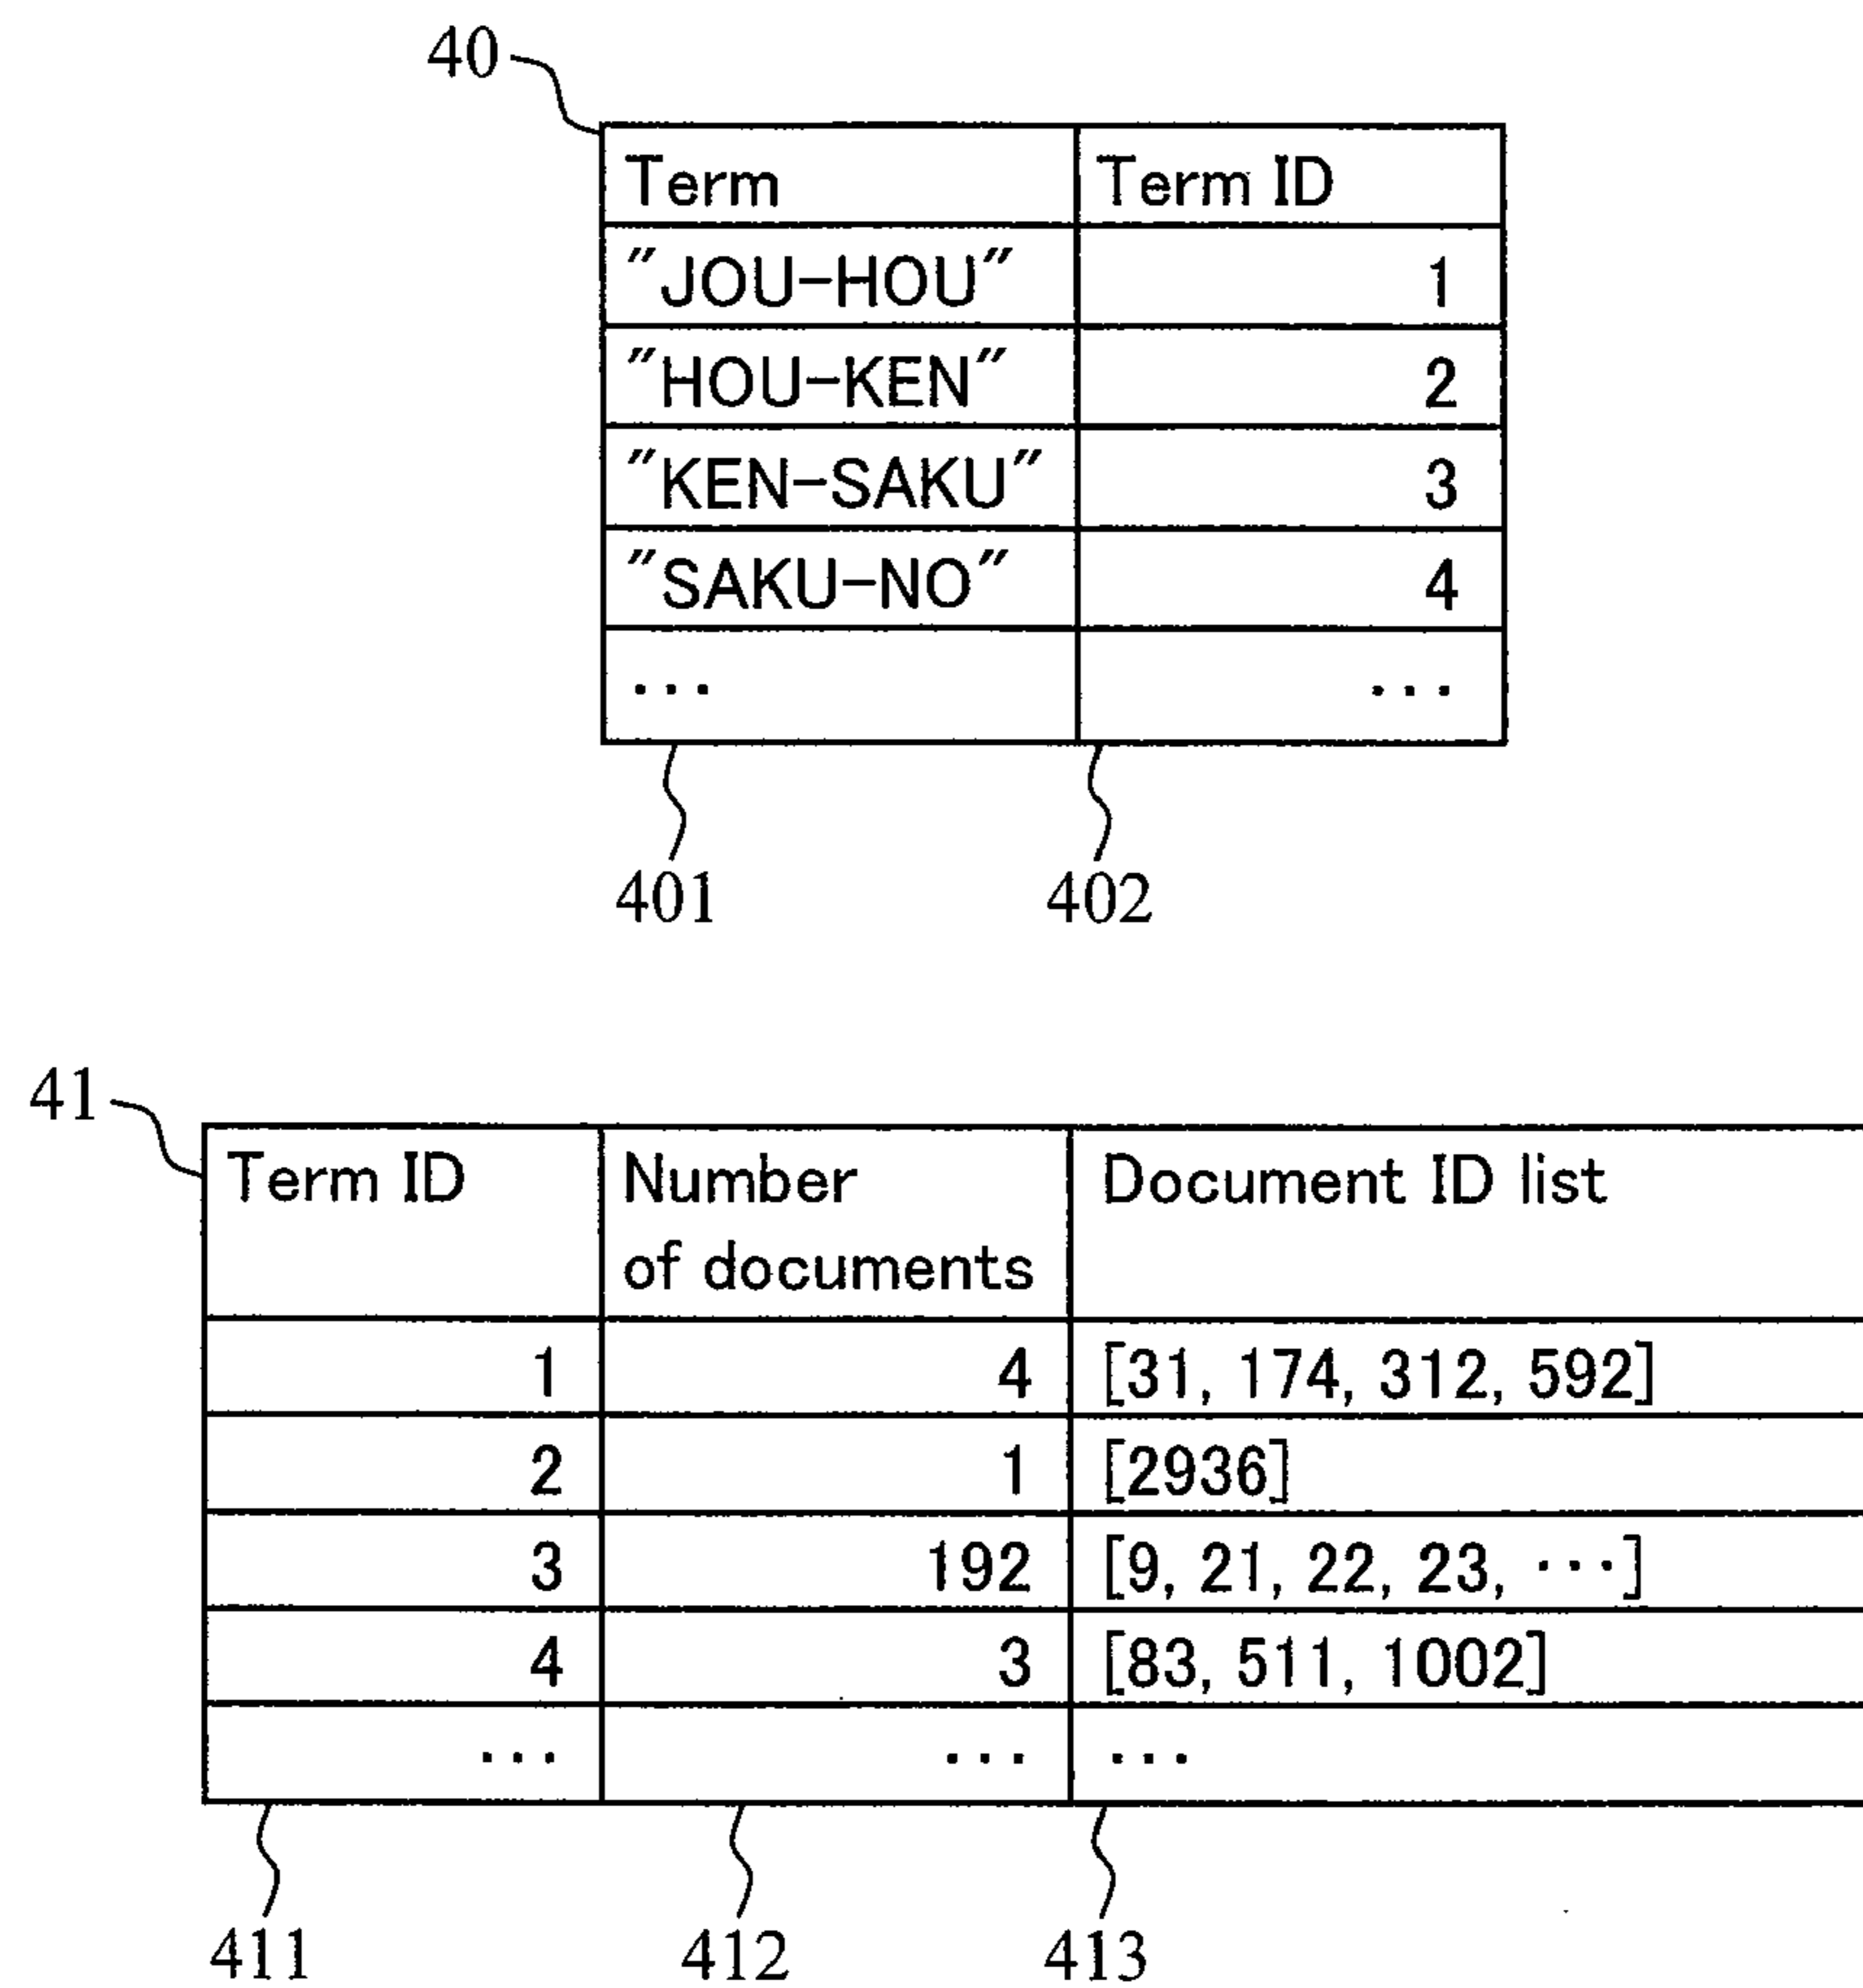 40
Term Term ID
"JOU-HOU" 1
"HOU-KEN" 2
"KEN-SAKU" 3
"SAKU-NO" 4
... ...
401 402
41
Term ID Number of documents Document ID list
1 4 [31, 174, 312, 592]
2 1 [2936]
3 192 [9, 21, 22, 23, ...]
4 3 [83, 511, 1002]
... ... ...
411 412 413